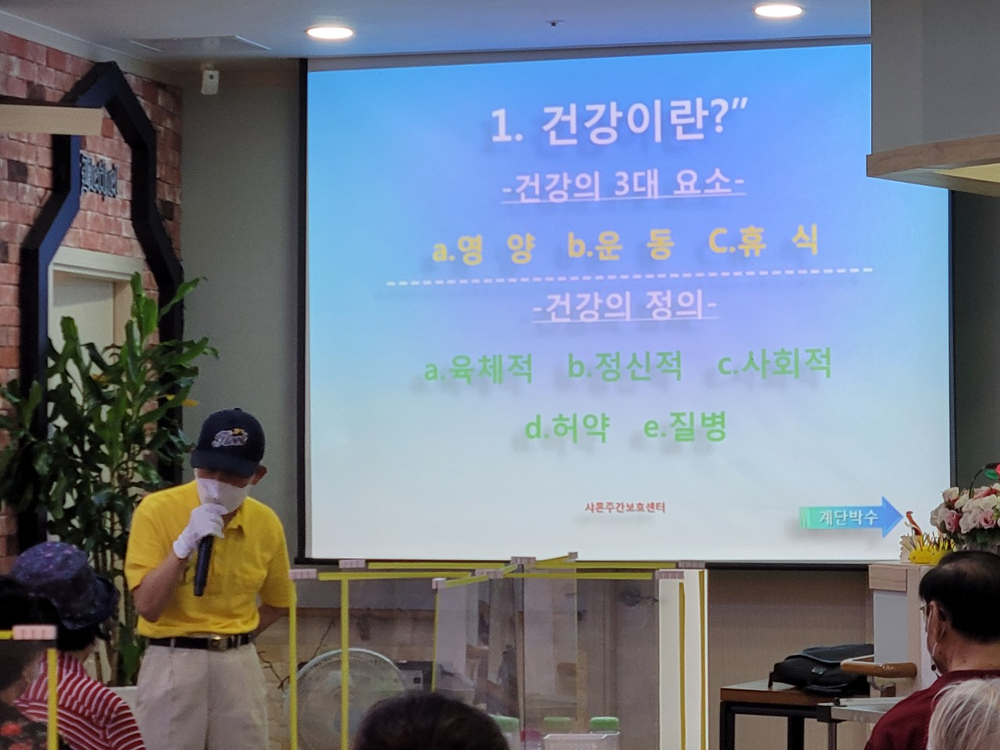 1. 건강이란?”
-건강의 3대 요소-
a.영 양 b.운 동 C.휴 식
-건강의 정의-
a.육체적 b.정신적 c.사회적
d.허약 e.질병
샤론주간보호센터
계단박수